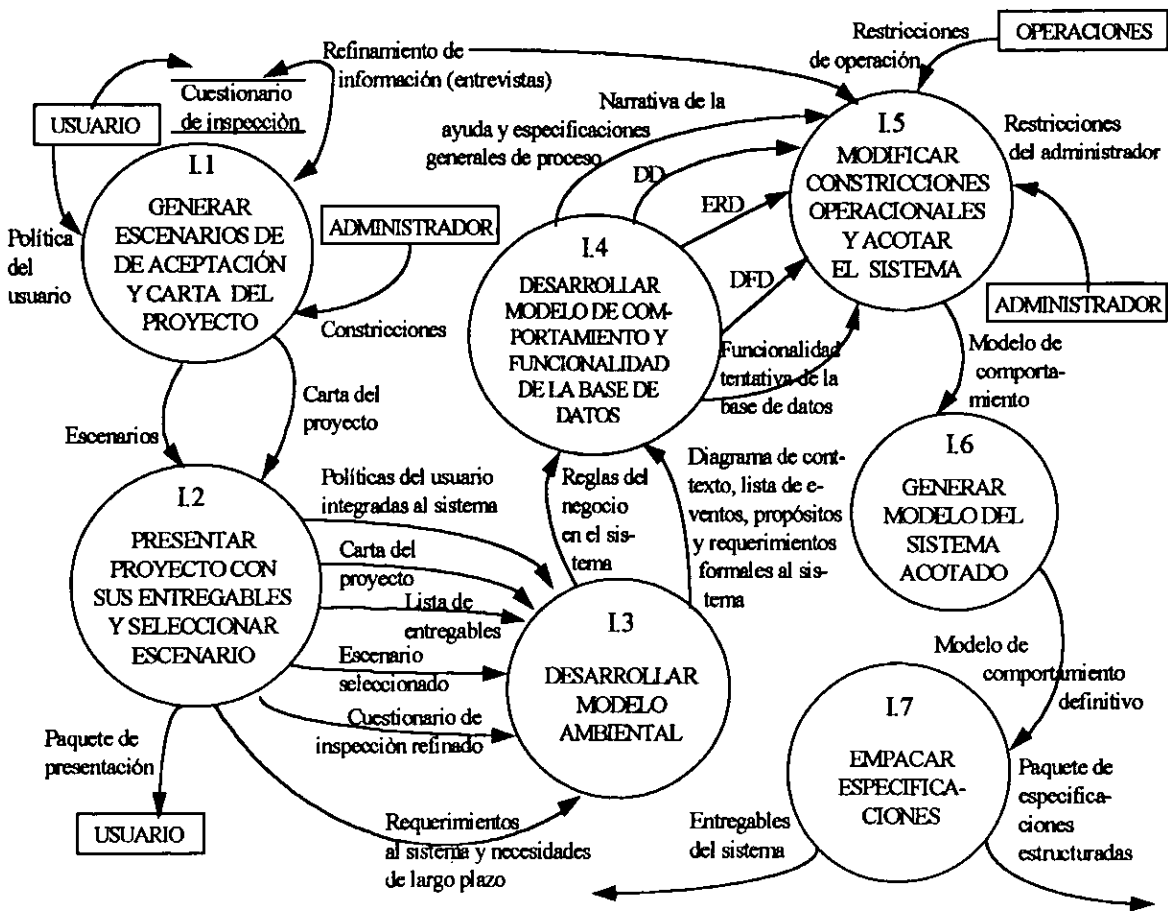 Refinamiento de
información (entrevistas)
Restricciones
de operación
OPERACIONES
Cuestionario
de inspección
USUARIO
Narrativa de la
ayuda y especificaciones
generales de proceso
I.1
GENERAR
ESCENARIOS DE
DE ACEPTACIÓN
Y CARTA DEL
PROYECTO
Política
del
usuario
ADMINISTRADOR
Constricciones
DD
ERD
DFD
I.5
MODIFICAR
CONSTRICCIONES
OPERACIONALES
Y ACOTAR
EL SISTEMA
Restricciones
del administrador
ADMINISTRADOR
I.4
DESARROLLAR
MODELO DE COM-
PORTAMIENTO Y
FUNCIONALIDAD
DE LA BASE DE
DATOS
Funcionalidad
tentativa de la
base de datos
Modelo de
comporta-
miento
Escenarios
Carta del
proyecto
I.2
PRESENTAR
PROYECTO CON
SUS ENTREGABLES
Y SELECCIONAR
ESCENARIO
Políticas del usuario
integradas al sistema
Carta del
proyecto
Lista de
entregables
Escenario
seleccionado
Cuestionario de
inspecciòn refinado
Reglas del
negocio
en el sis-
tema
Diagrama de cont-
texto, lista de e-
ventos, propósitos
y requerimientos
formales al sis-
tema
I.6
GENERAR
MODELO DEL
SISTEMA
ACOTADO
I.3
DESARROLLAR
MODELO
AMBIENTAL
Modelo de
comportamiento
definitivo
I.7
EMPACAR
ESPECIFICA-
CIONES
Paquete de
presentación
USUARIO
Requerimientos
al sistema y necesidades
de largo plazo
Entregables
del sistema
Paquete de
especifica-
ciones
estructuradas